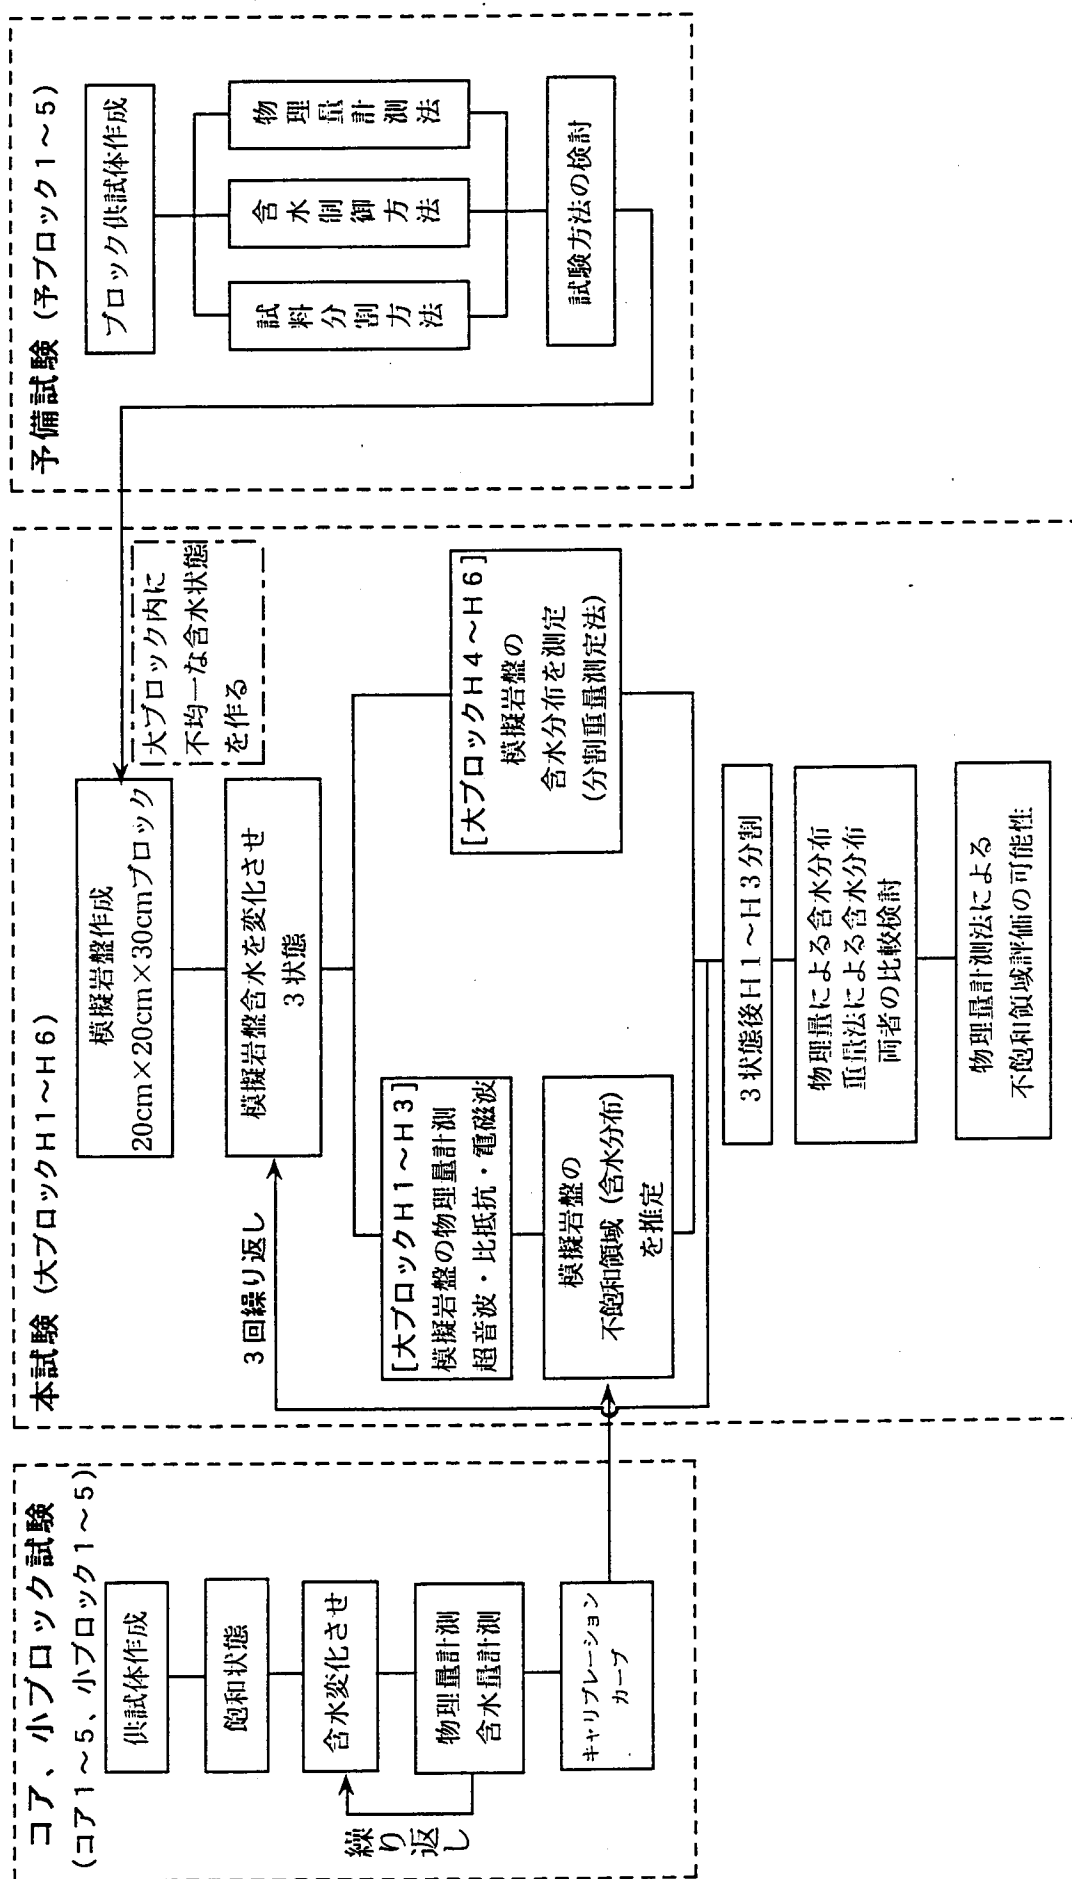 コア、小ブロック試験
(コア1～5、小ブロック1～5)
供試体作成
飽和状態
含水変化させ
物理量計測
含水量計測
繰り返し
キャリブレーション
カーブ
本試験 (大ブロックH1～H6)
模擬岩盤作成
20cm×20cm×30cmブロック
大ブロック内に
不均一な含水状態
を作る
模擬岩盤含水を変化させ
3状態
3回繰り返し
[大ブロックH1～H3]
模擬岩盤の物理量計測
超音波・比抵抗・電磁波
模擬岩盤の
不飽和領域 (含水分布)
を推定
[大ブロックH4～H6]
模擬岩盤の
含水分布を測定
(分割重量測定法)
3状態後H1～H3分割
物理量による含水分布
重量法による含水分布
両者の比較検討
物理量計測法による
不飽和領域評価の可能性
予備試験 (予ブロック1～5)
ブロック供試体作成
試料分割方法
含水制御方法
物理量計測法
試験方法の検討